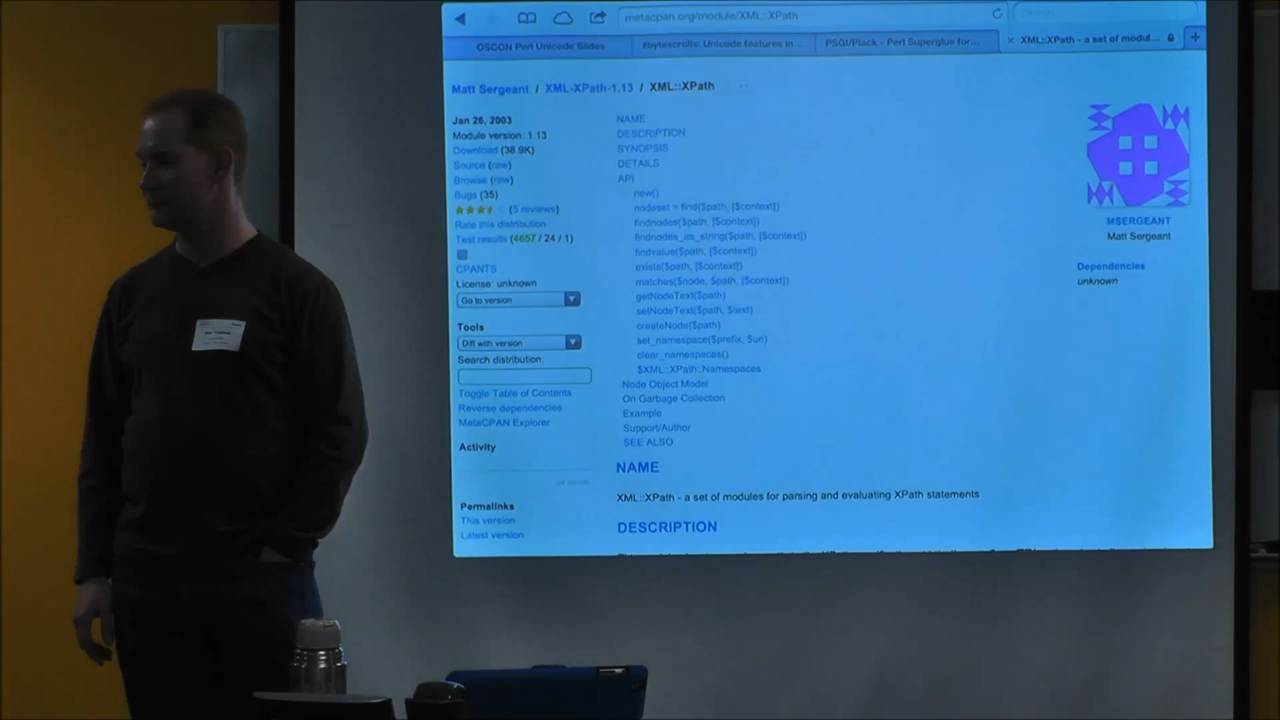 metacpan.org/module/XML::XPath
OSCON Perl Unicode Slides
#bytescrolls: Unicode features in...
PSGI/Plack - Perl Superglue for...
XML::XPath - a set of modul...
Matt Sergeant / XML-XPath-1.13 / XML::XPath
Jan 26, 2003
Module version: 1.13
Download (38.9K)
Source (raw)
Browse (raw)
Bugs (35)
(5 reviews)
Rate this distribution
Test results (4657 / 24 / 1)
CPANTS
License: unknown
Go to version
Tools
Diff with version
Search distribution:
Toggle Table of Contents
Reverse dependencies
MetaCPAN Explorer
Activity
Permalinks
This version
Latest version
NAME
DESCRIPTION
SYNOPSIS
DETAILS
API
new()
nodeset = find($path, [$context])
findnodes($path, [$context])
findnodes_as_string($path, [$context])
findvalue($path, [$context])
exists($path, [$context])
matches($node, $path, [$context])
getNodeText($path)
setNodeText($path, $text)
createNode($path)
set_namespace($prefix, $uri)
clear_namespaces()
$XML::XPath::Namespaces
Node Object Model
On Garbage Collection
Example
Support/Author
SEE ALSO
NAME
XML::XPath - a set of modules for parsing and evaluating XPath statements
DESCRIPTION
MSERGEANT
Matt Sergeant
Dependencies
unknown